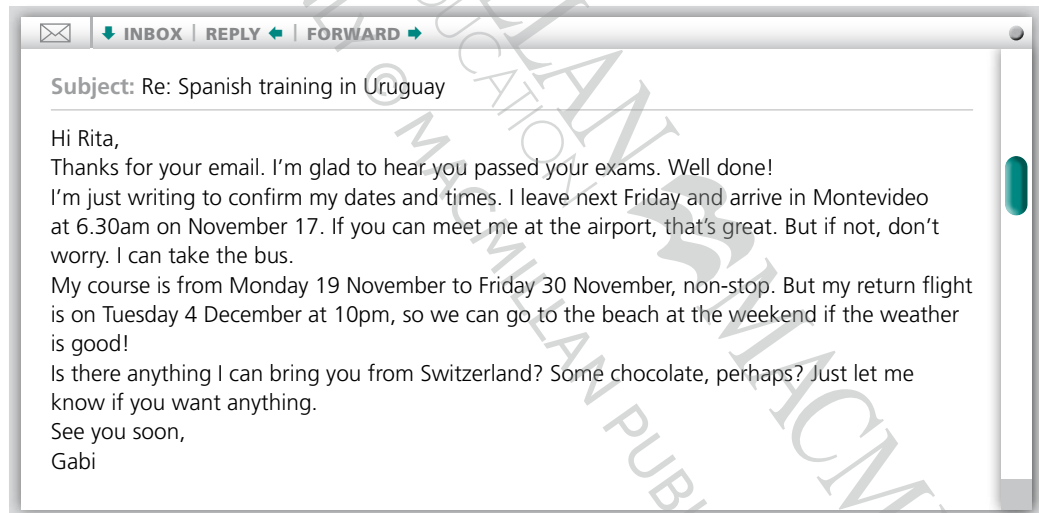 INBOX | REPLY | FORWARD
Subject: Re: Spanish training in Uruguay
Hi Rita,
Thanks for your email. I'm glad to hear you passed your exams. Well done!
I'm just writing to confirm my dates and times. I leave next Friday and arrive in Montevideo
at 6.30am on November 17. If you can meet me at the airport, that's great. But if not, don't
worry. I can take the bus.
My course is from Monday 19 November to Friday 30 November, non-stop. But my return flight
is on Tuesday 4 December at 10pm, so we can go to the beach at the weekend if the weather
is good!
Is there anything I can bring you from Switzerland? Some chocolate, perhaps? Just let me
know if you want anything.
See you soon,
Gabi
© MACMILLAN PUB
MACM